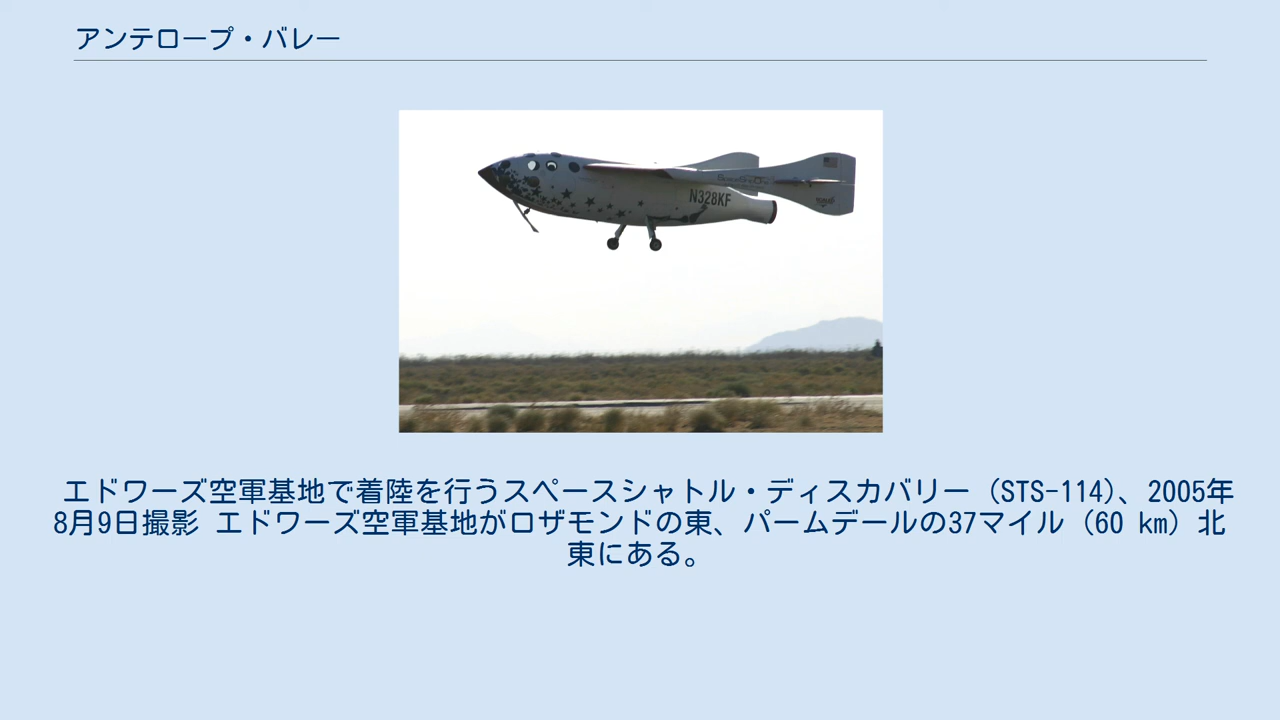 アンテロープ・バレー
N328KF
エドワーズ空軍基地で着陸を行うスペースシャトル・ディスカバリー（STS-114）、2005年
8月9日撮影 エドワーズ空軍基地がロザモンドの東、パームデールの37マイル（60 km）北
東にある。